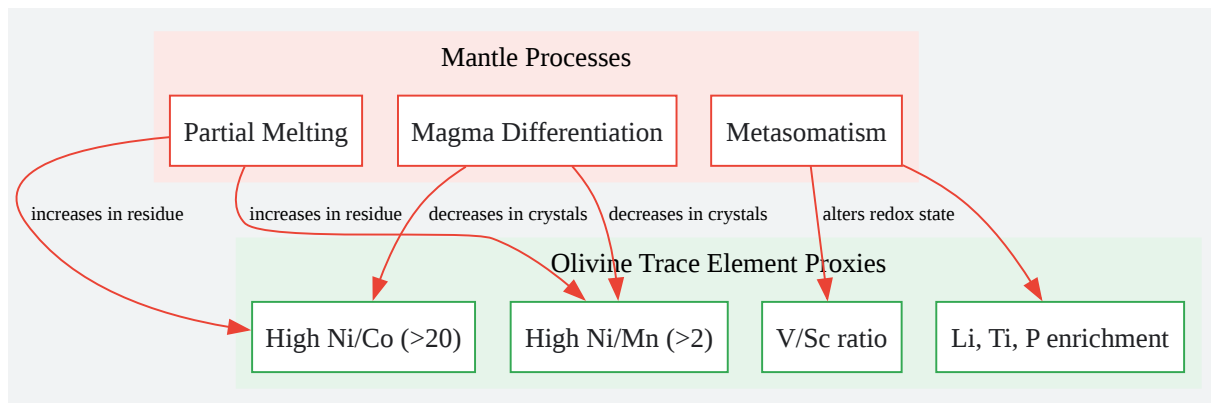 Mantle Processes
Partial Melting
Magma Differentiation
Metasomatism
increases in residue
increases in residue
decreases in crystals
decreases in crystals
alters redox state
Olivine Trace Element Proxies
High Ni/Co (>20)
High Ni/Mn (>2)
V/Sc ratio
Li, Ti, P enrichment